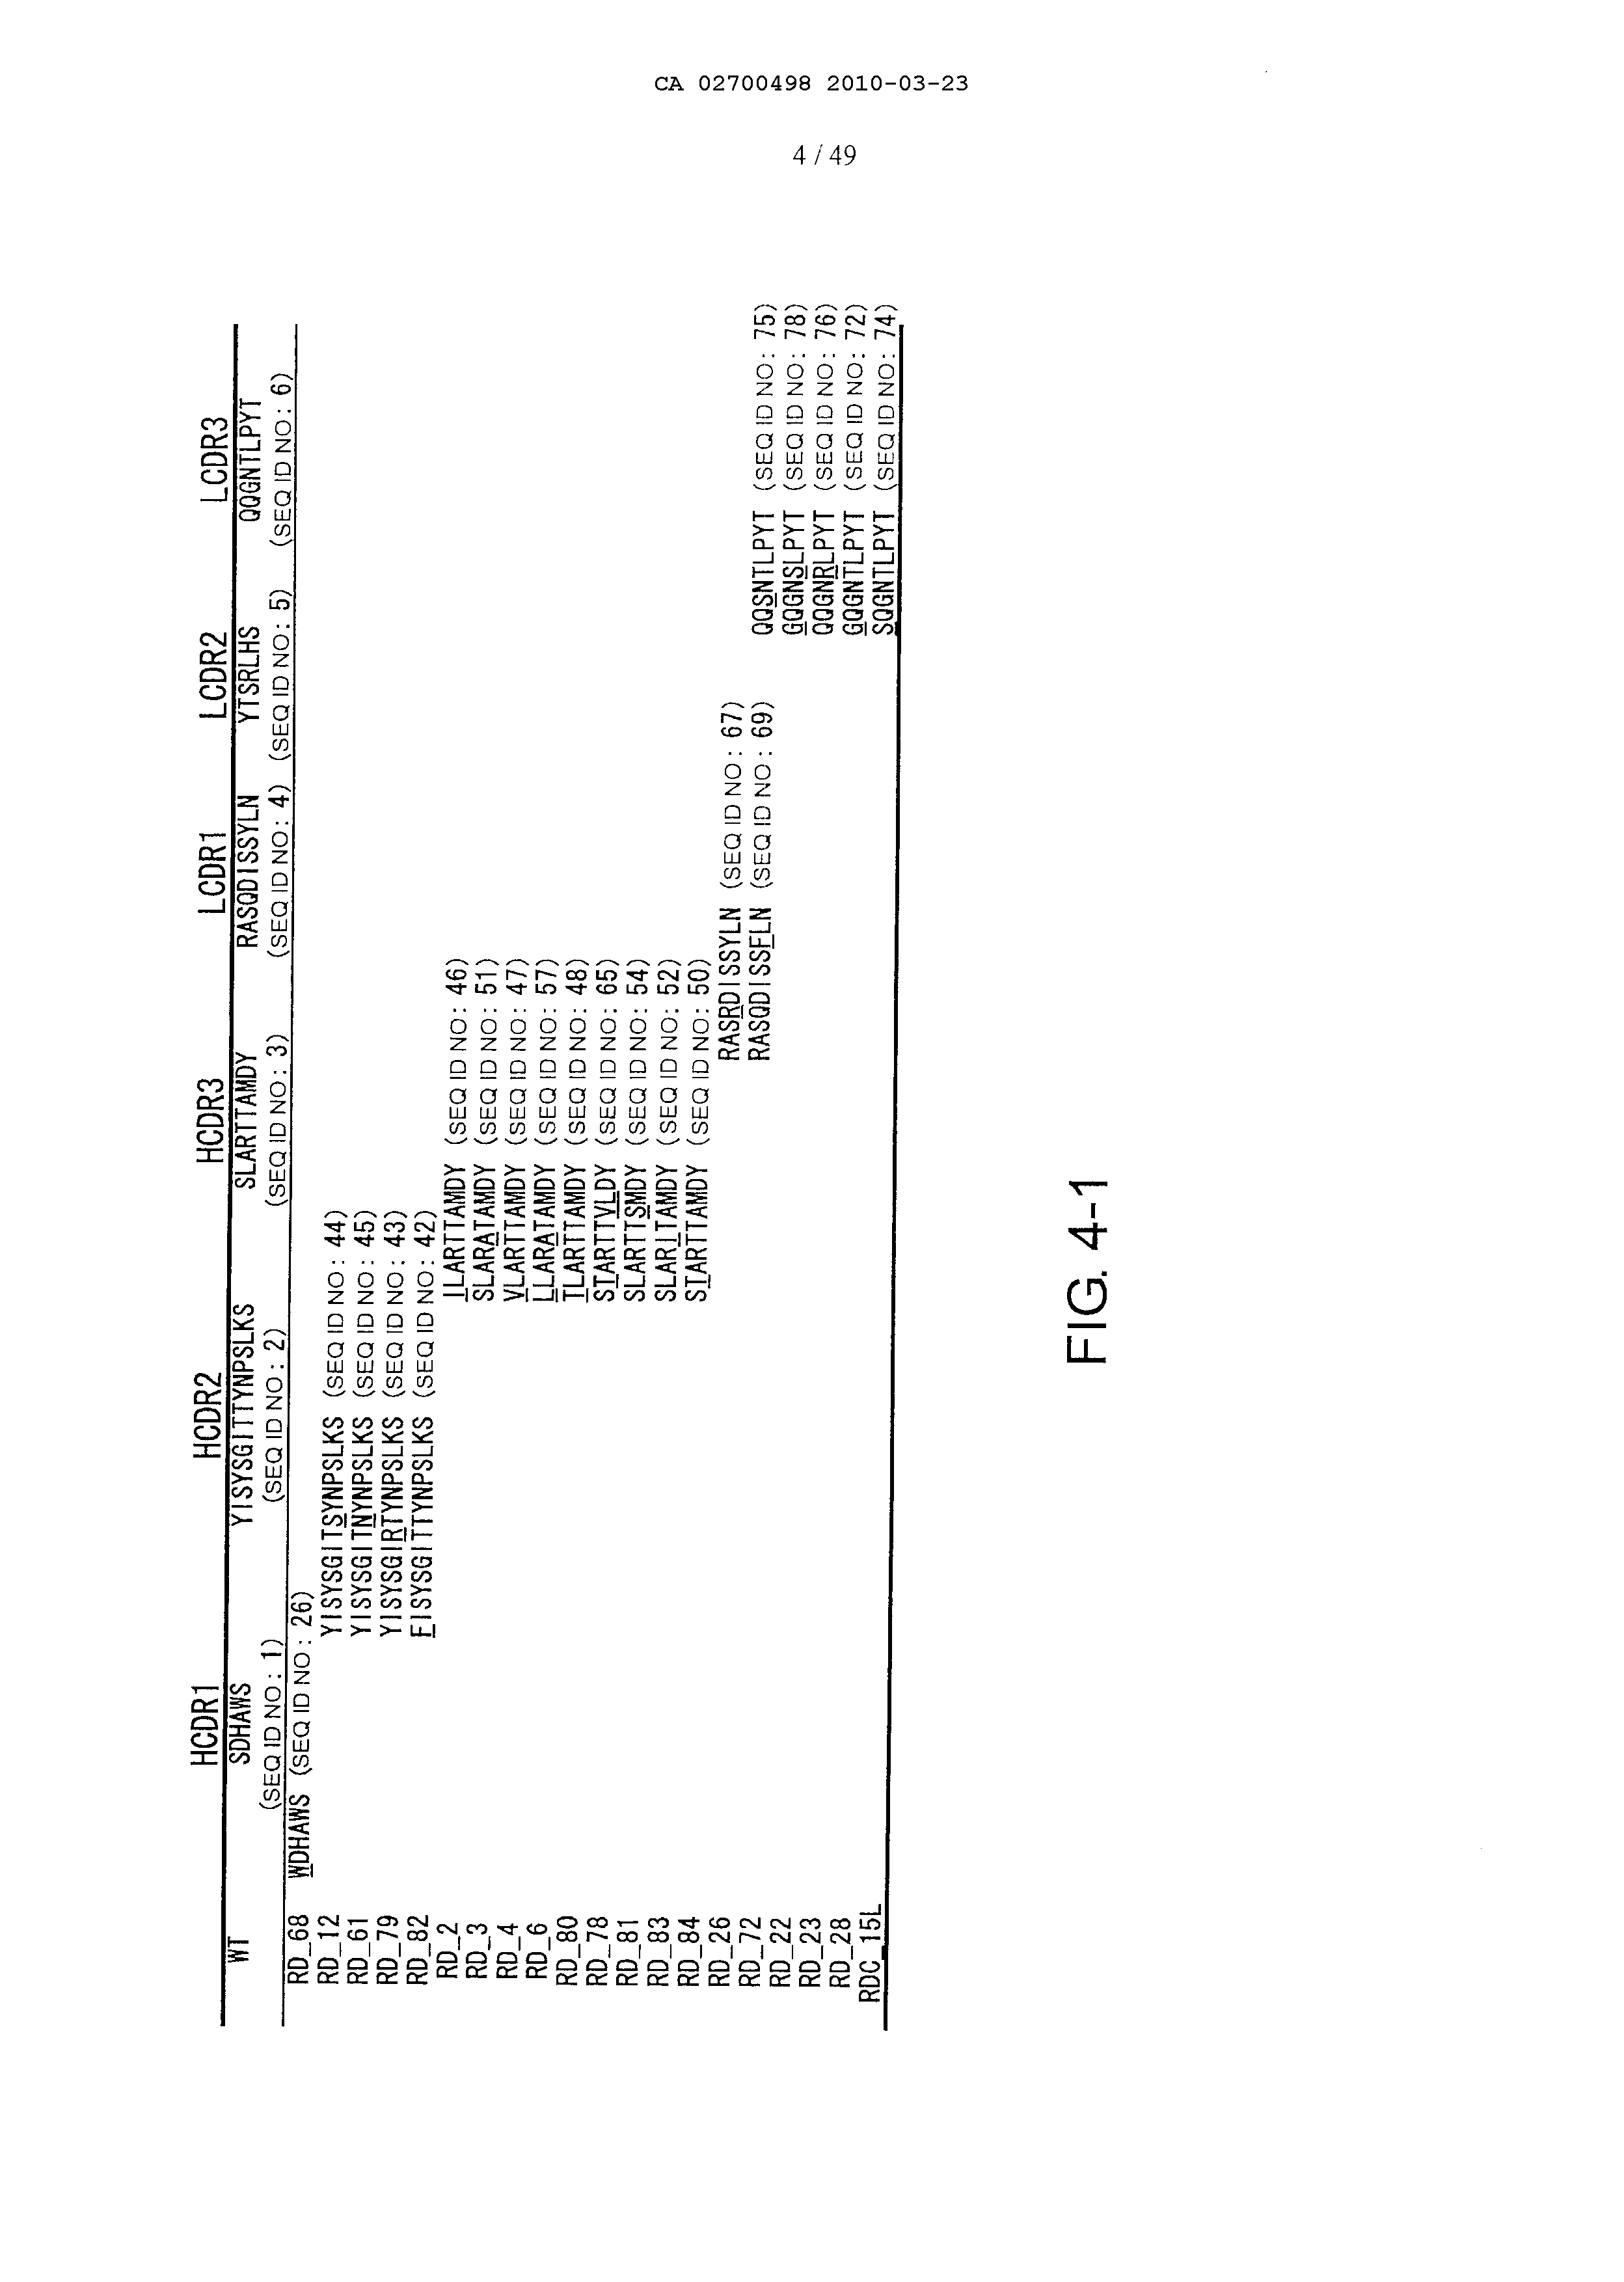 CA 02700498 2010-03-23
4 / 49
HCDR1 HCDR2 HCDR3 LCDR1 LCDR2 LCDR3
WT SDHAWS YISYSGITTYNPSLKS SLARTTAMDY RASQDISSYLN YTSRLHS QQGNTLPYT
(SEQ ID NO: 1) (SEQ ID NO: 2) (SEQ ID NO: 3) (SEQ ID NO: 4) (SEQ ID NO: 5) (SEQ ID NO: 6)
RD_68 WDHAWS (SEQ ID NO: 26)
RD_12 YISYSGITSYNPSLKS (SEQ ID NO: 44)
RD_61 YISYSGITNYNPSLKS (SEQ ID NO: 45)
RD_79 YISYSGIRTYNPSLKS (SEQ ID NO: 43)
RD_82 FISYSGITTYNPSLKS (SEQ ID NO: 42)
RD_2 ILARTTAMDY (SEQ ID NO: 46)
RD_3 SLARATAMDY (SEQ ID NO: 51)
RD_4 VLARTTAMDY (SEQ ID NO: 47)
RD_6 LLARATAMDY (SEQ ID NO: 57)
RD_80 TLARTTAMDY (SEQ ID NO: 48)
RD_78 STARTTVLDY (SEQ ID NO: 65)
RD_81 SLARTTSMDY (SEQ ID NO: 54)
RD_83 SLARITAMDY (SEQ ID NO: 52)
RD_84 STARTTAMDY (SEQ ID NO: 50)
RD_26 RASRDISSYLN (SEQ ID NO: 67)
RD_72 RASQDISSFLN (SEQ ID NO: 69) QQSNTLPYT (SEQ ID NO: 75)
RD_22 GQGNSLPYT (SEQ ID NO: 78)
RD_23 QQGNRLPYT (SEQ ID NO: 76)
RD_28 GQGNTLPYT (SEQ ID NO: 72)
RDC_15L SQGNTLPYT (SEQ ID NO: 74)
FIG. 4-1